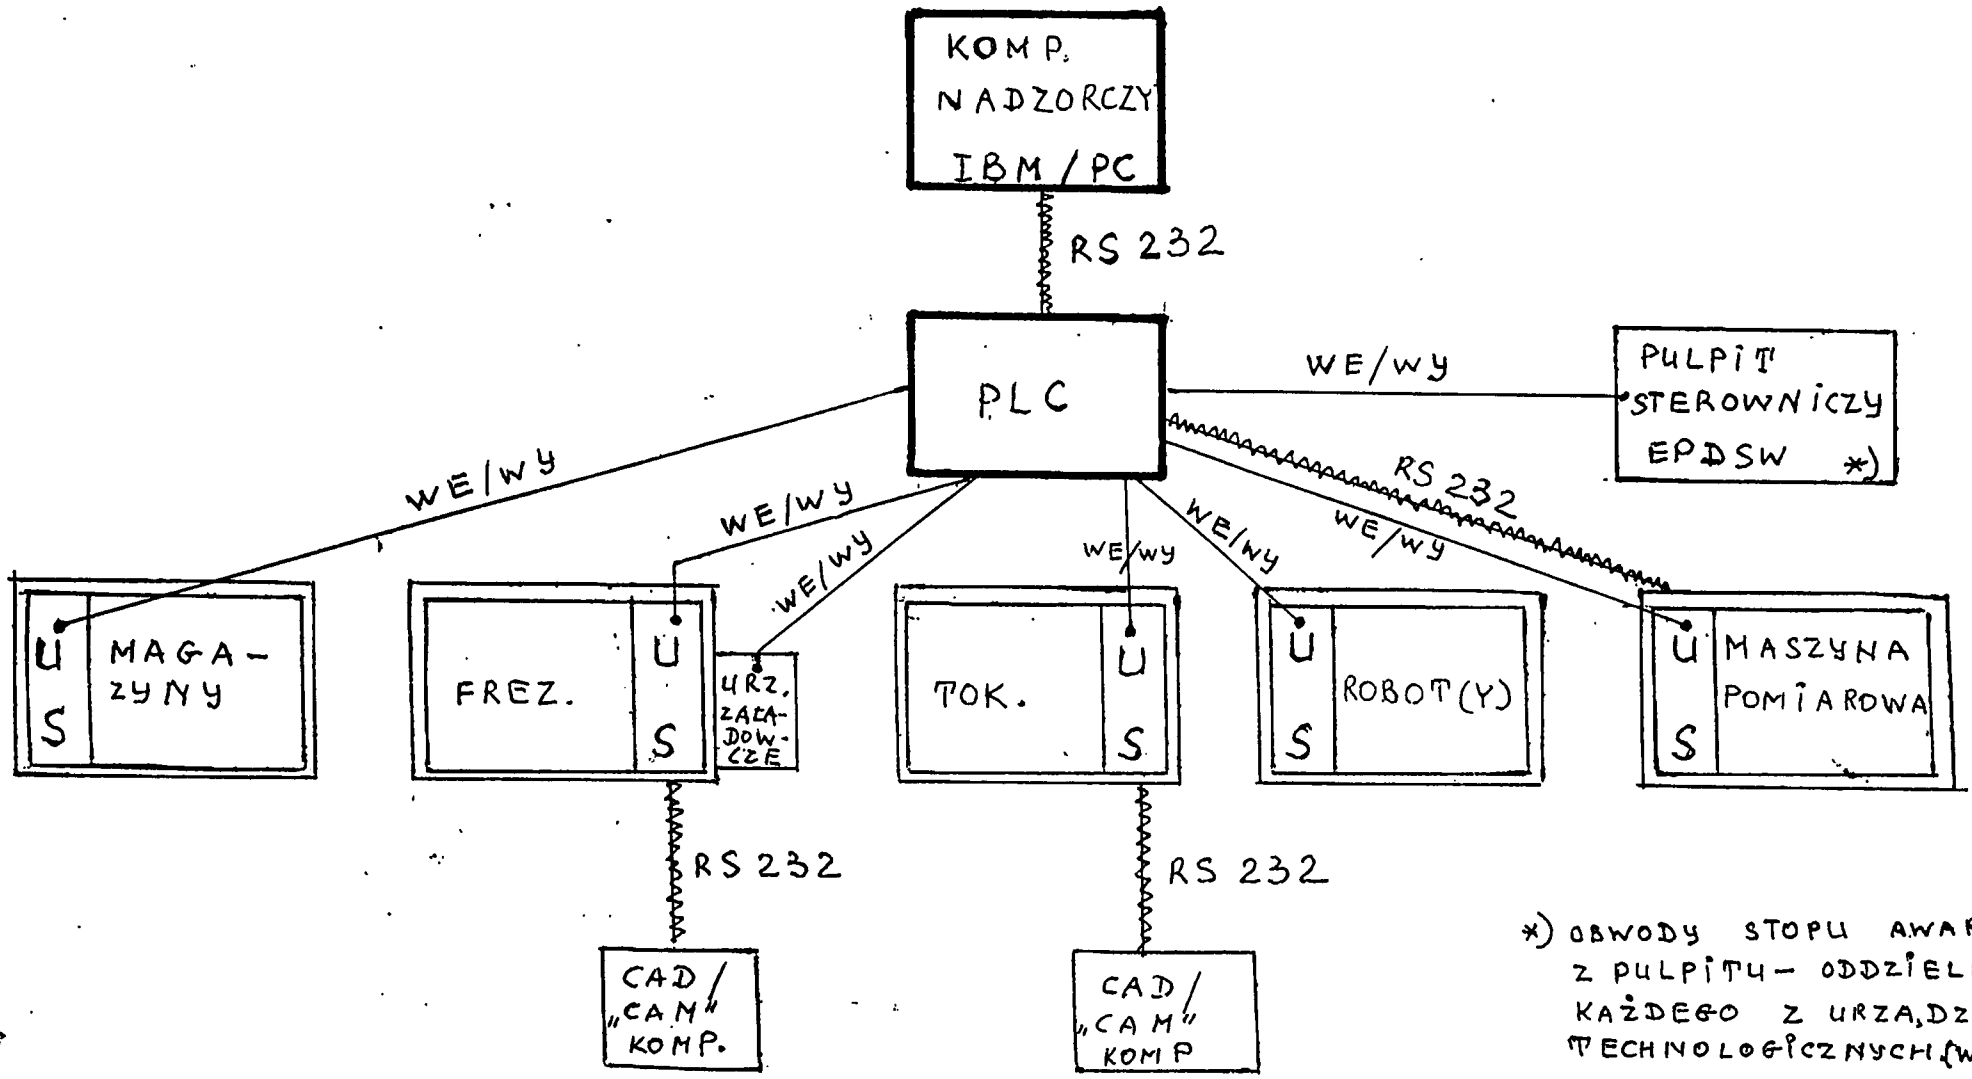 KOMP.
NADZORCZY
IBM / PC
RS 232
PLC
WE/WY
PULPiT
STEROWNiCZY
EPDSW *)
WE/WY
WE/WY
WE/WY
WE/WY
WE/WY
RS 232
WE/WY
U
S
MAGA-
ZYNY
FREZ.
U
S
URZ.
ZAŁA-
DOW-
CZE
TOK.
U
S
U
S
ROBOT(Y)
U
S
MASZYNA
POMiAROWA
RS 232
RS 232
CAD /
„CAM”
KOMP.
CAD /
„CAM”
KOMP
*) OBWODY STOPU
Z PULPiTU -
KAŻDEGO Z
TECHNOLOGiCZNYCH